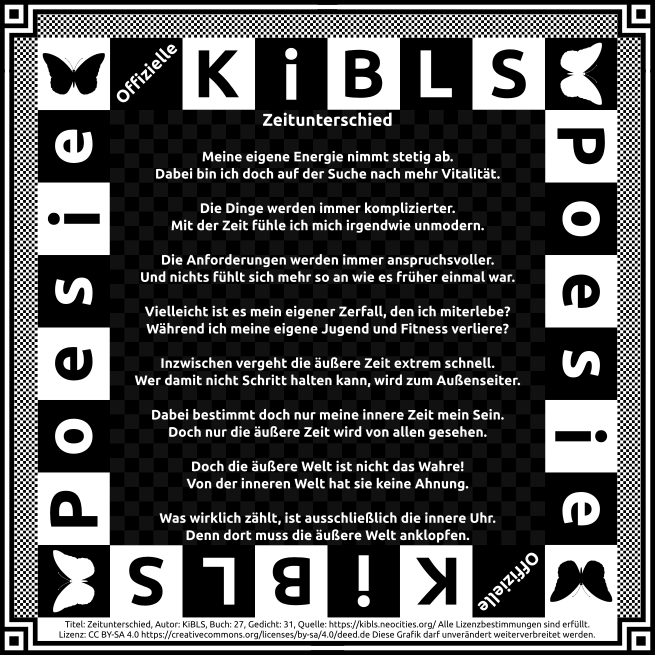 Offizielle KiBLS
Poesie
Poesie
Zeitunterschied
Meine eigene Energie nimmt stetig ab.
Dabei bin ich doch auf der Suche nach mehr Vitalität.
Die Dinge werden immer komplizierter.
Mit der Zeit fühle ich mich irgendwie unmodern.
Die Anforderungen werden immer anspruchsvoller.
Und nichts fühlt sich mehr so an wie es früher einmal war.
Vielleicht ist es mein eigener Zerfall, den ich miterlebe?
Während ich meine eigene Jugend und Fitness verliere?
Inzwischen vergeht die äußere Zeit extrem schnell.
Wer damit nicht Schritt halten kann, wird zum Außenseiter.
Dabei bestimmt doch nur meine innere Zeit mein Sein.
Doch nur die äußere Zeit wird von allen gesehen.
Doch die äußere Welt ist nicht das Wahre!
Von der inneren Welt hat sie keine Ahnung.
Was wirklich zählt, ist ausschließlich die innere Uhr.
Denn dort muss die äußere Welt anklopfen.
Offizielle KiBLS
Titel: Zeitunterschied, Autor: KiBLS, Buch: 27, Gedicht: 31, Quelle: https://kibls.neocities.org/ Alle Lizenzbestimmungen sind erfüllt.
Lizenz: CC BY-SA 4.0 https://creativecommons.org/licenses/by-sa/4.0/deed.de Diese Grafik darf unverändert weiterverbreitet werden.